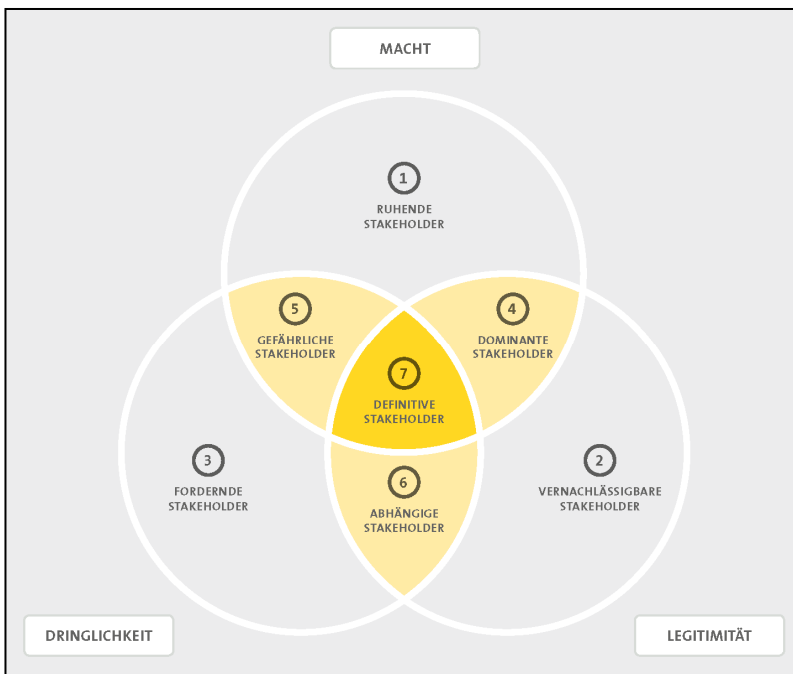 MACHT
1
RUHENDE
STAKEHOLDER
5
GEFÄHRLICHE
STAKEHOLDER
4
DOMINANTE
STAKEHOLDER
7
DEFINITIVE
STAKEHOLDER
3
FORDERNDE
STAKEHOLDER
6
ABHÄNGIGE
STAKEHOLDER
2
VERNACHLÄSSIGBARE
STAKEHOLDER
DRINGLICHKEIT
LEGITIMITÄT